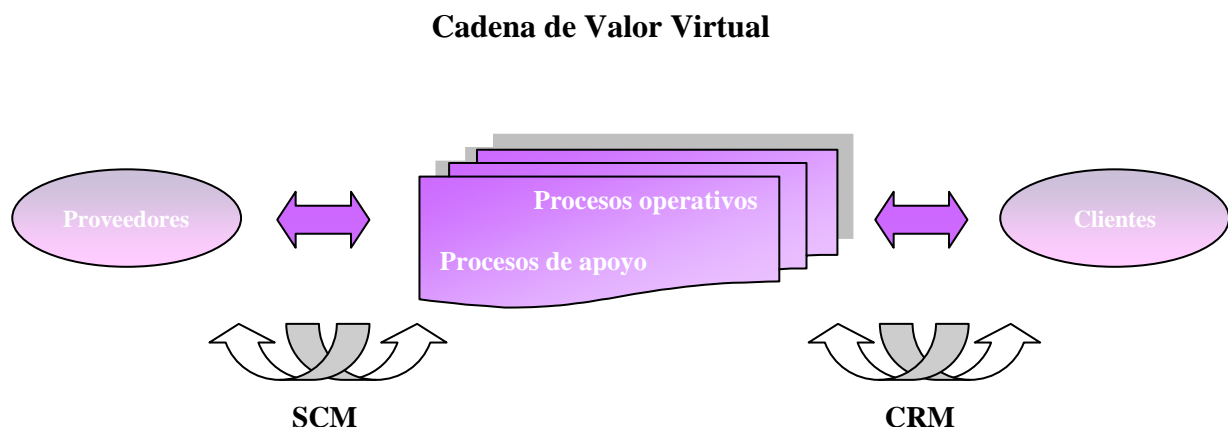 Cadena de Valor Virtual
Proveedores
Procesos operativos
Procesos de apoyo
Clientes
SCM
CRM